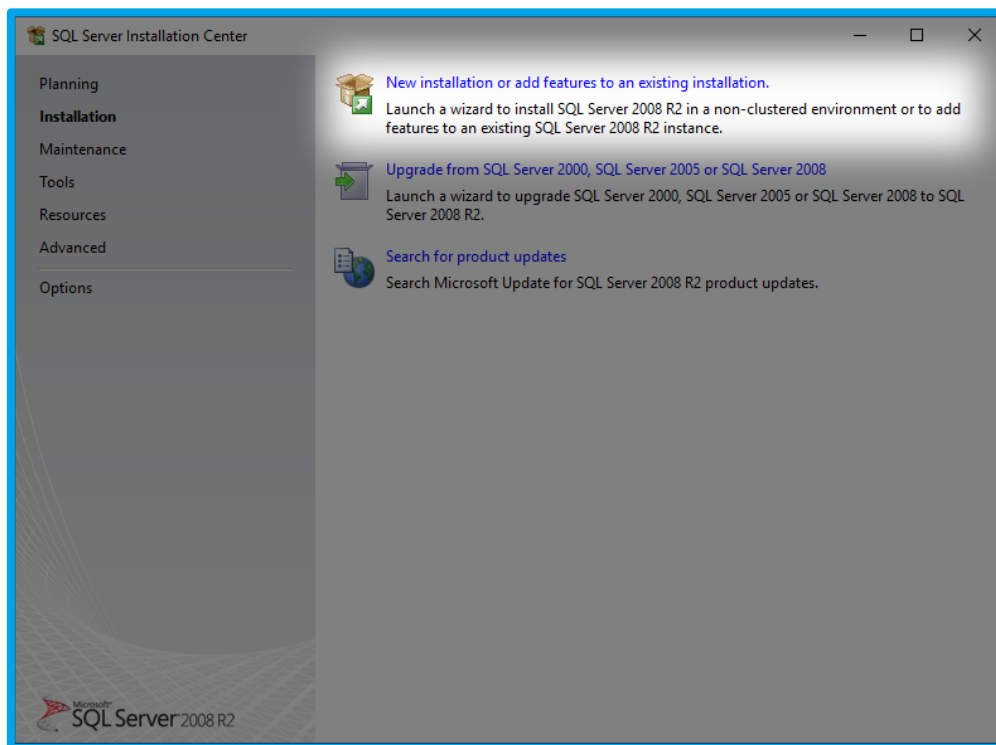 SQL Server Installation Center
Planning
Installation
Maintenance
Tools
Resources
Advanced
Options
New installation or add features to an existing installation.
Launch a wizard to install SQL Server 2008 R2 in a non-clustered environment or to add
features to an existing SQL Server 2008 R2 instance.
Upgrade from SQL Server 2000, SQL Server 2005 or SQL Server 2008
Launch a wizard to upgrade SQL Server 2000, SQL Server 2005 or SQL Server 2008 to SQL
Server 2008 R2.
Search for product updates
Search Microsoft Update for SQL Server 2008 R2 product updates.
Microsoft®
SQL Server® 2008 R2